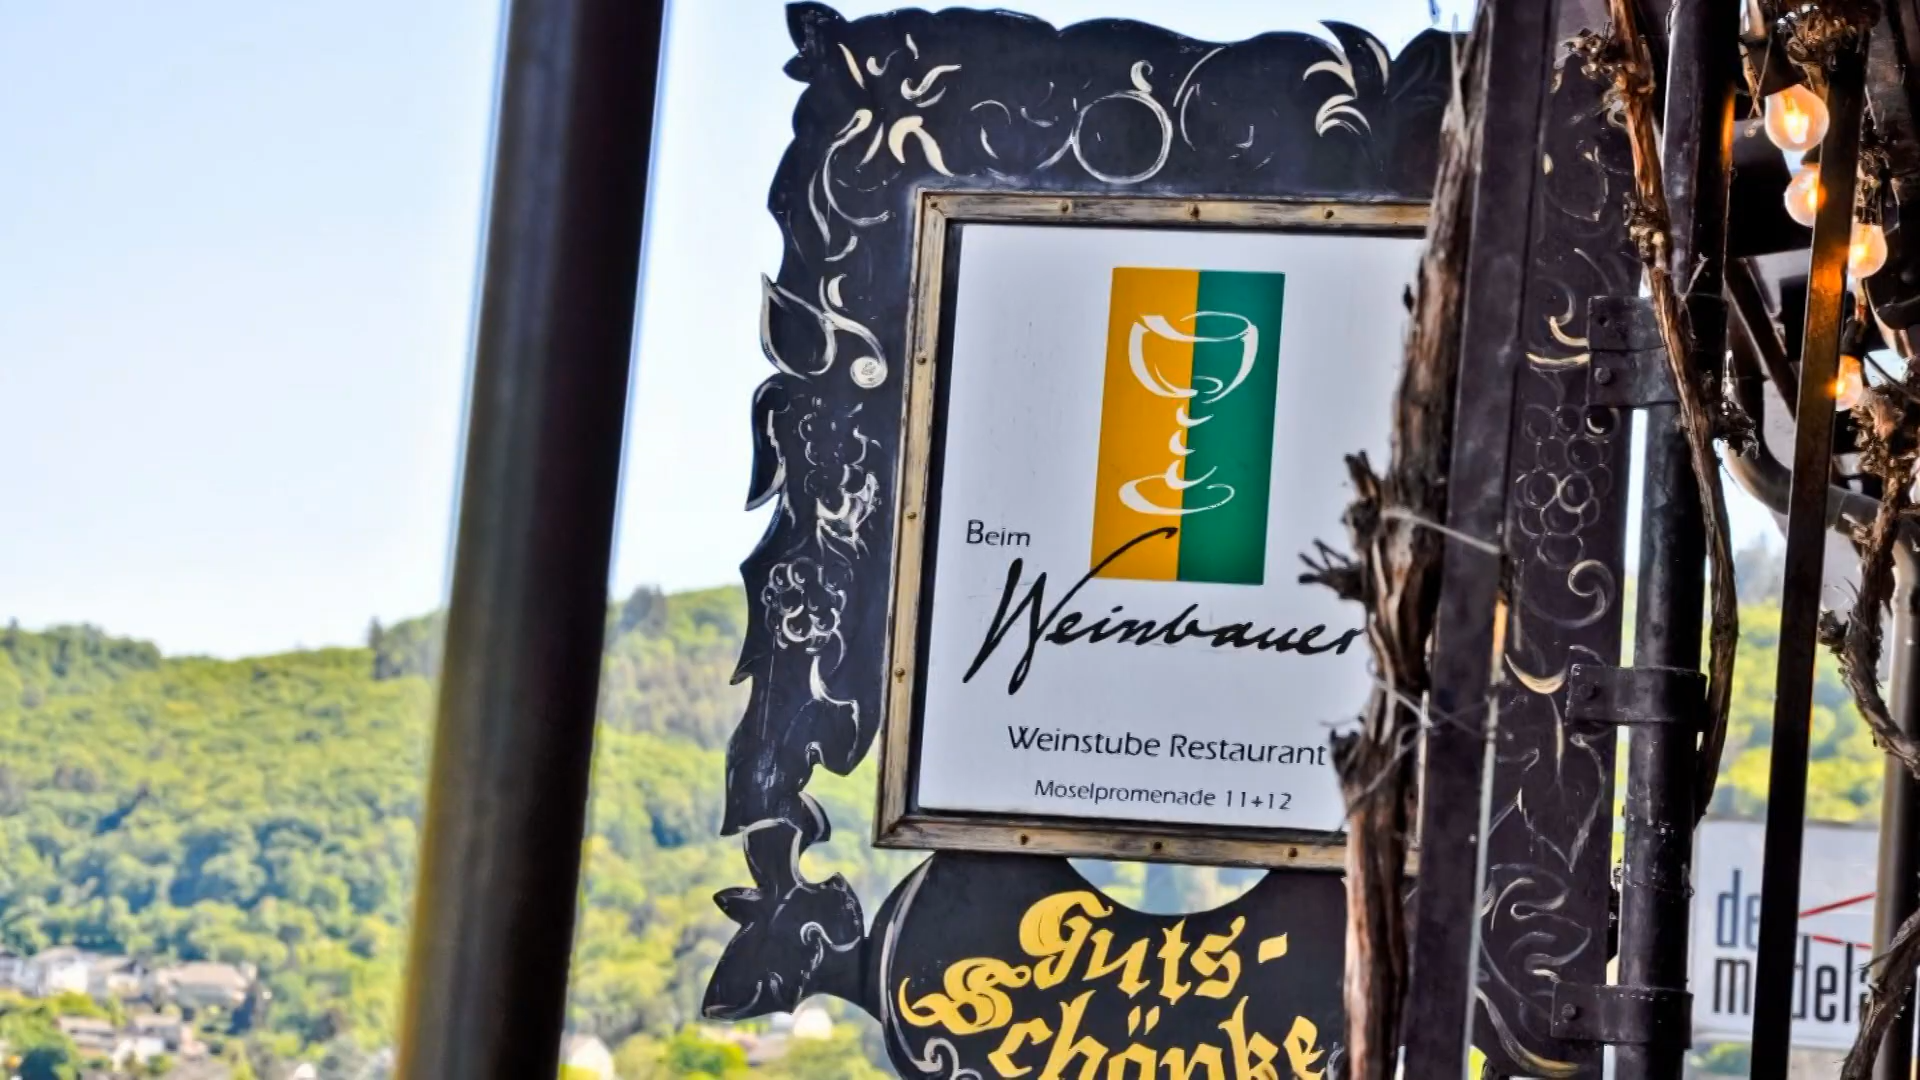 Beim
Weinbauer
Weinstube Restaurant
Moselpromenade 11+12
Guts-
Schänke